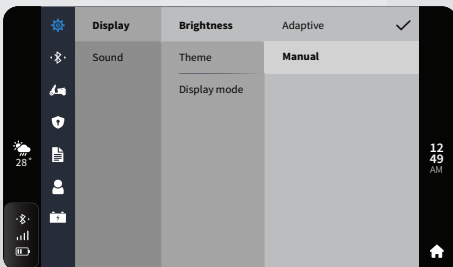 Display
Brightness
Adaptive
Sound
Theme
Manual
Display mode
28°
12
49
AM